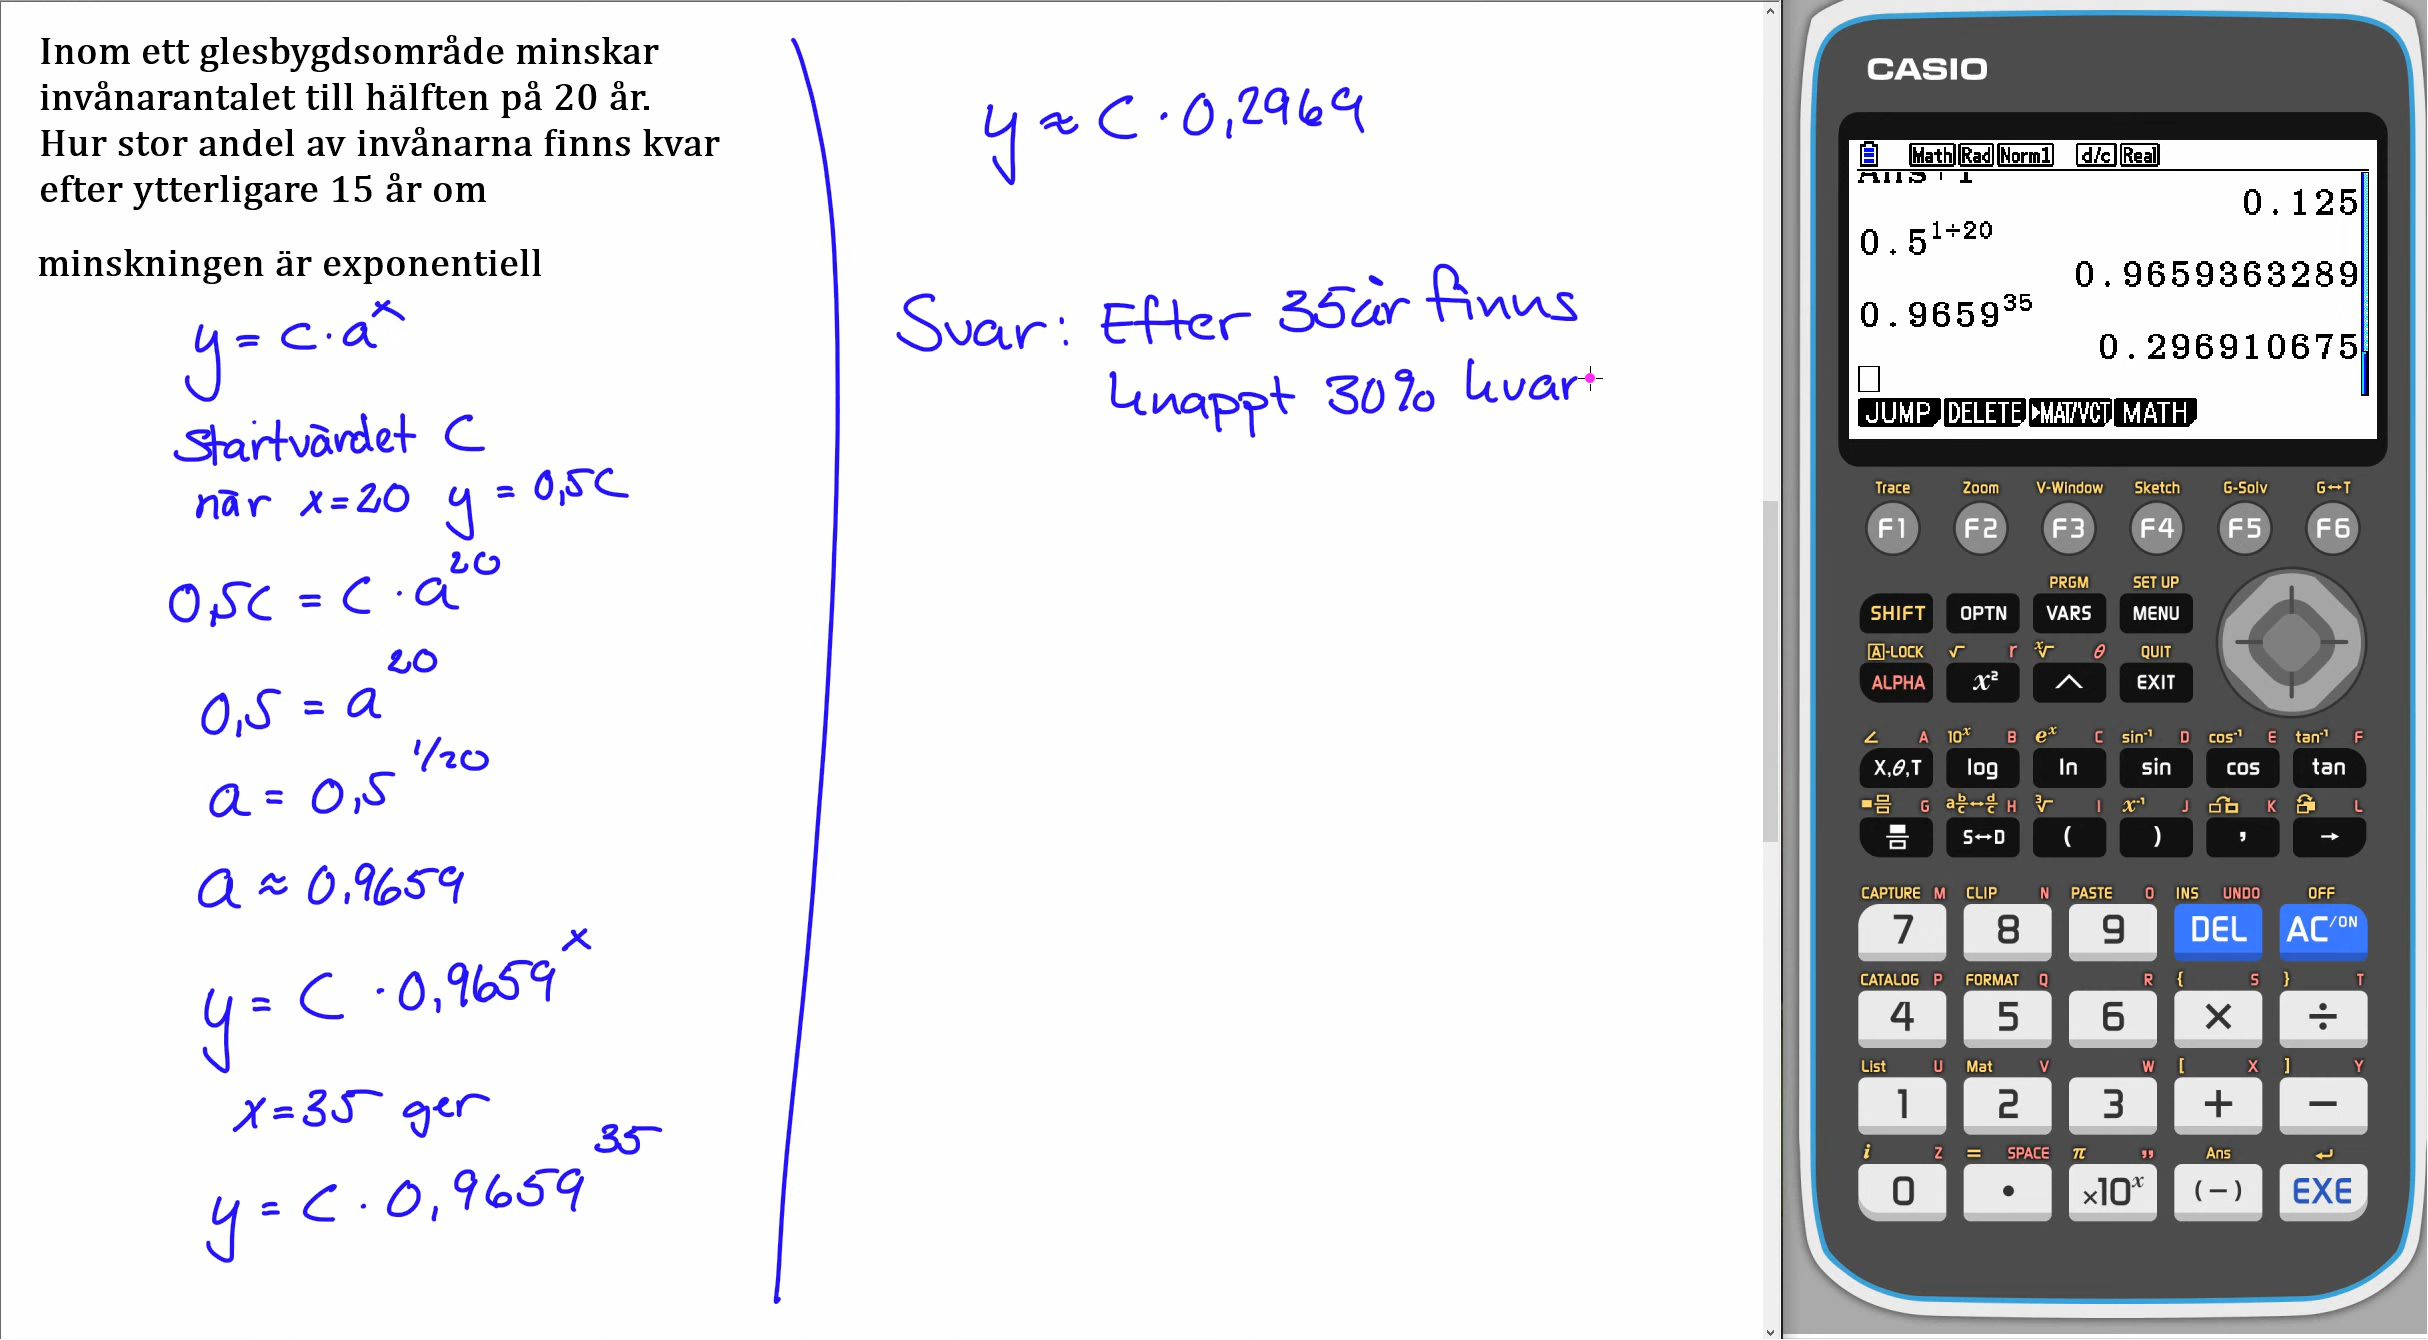 Inom ett glesbygdsområde minskar
invånarantalet till hälften på 20 år.
Hur stor andel av invånarna finns kvar
efter ytterligare 15 år om
minskningen är exponentiell
y = C · a^x
Startvärdet C
när x=20 y = 0,5C
0,5C = C · a^20
0,5 = a^20
a = 0,5^1/20
a ≈ 0,9659
y = C · 0,9659^x
x=35 ger
y = C · 0,9659^35
y ≈ C · 0,2969
Svar: Efter 35år finns
knappt 30% kvar
CASIO
Math Rad Norm1 d/c Real
0.125
0.5^1÷20
0.9659363289
0.9659^35
0.296910675
JUMP DELETE ▶MAT/VCT MATH
Trace Zoom V-Window Sketch G-Solv G↔T
F1 F2 F3 F4 F5 F6
PRGM SET UP
SHIFT OPTN VARS MENU
A-LOCK √ r ˣ√ θ QUIT
ALPHA x² ^ EXIT
∠ A 10ˣ B eˣ C sin⁻¹ D cos⁻¹ E tan⁻¹ F
X,θ,T log ln sin cos tan
G a b/c↔d/c H ³√ I x⁻¹ J K L
S↔D ( ) , →
CAPTURE M CLIP N PASTE O INS UNDO OFF
7 8 9 DEL AC/ON
CATALOG P FORMAT Q R { S } T
4 5 6 × ÷
List U Mat V W [ X ] Y
1 2 3 + −
i Z = SPACE π " Ans ↵
0 • ×10ˣ (−) EXE